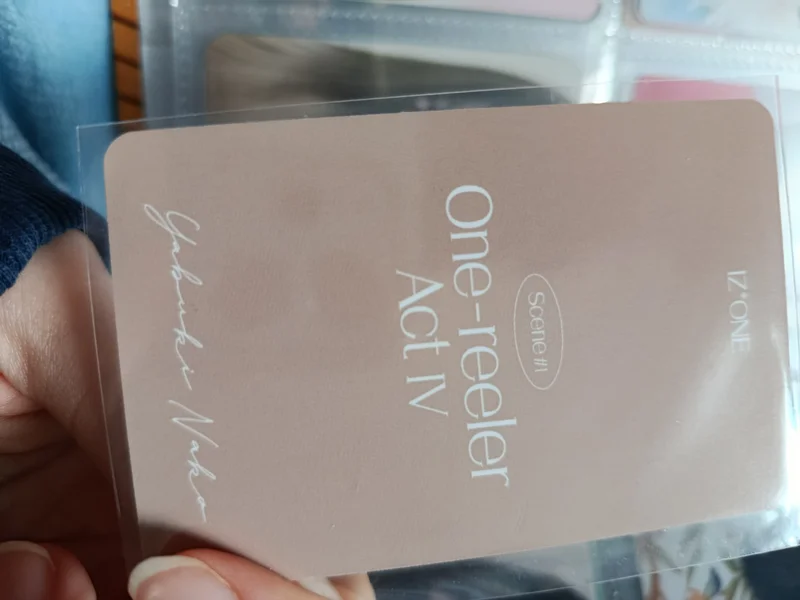 IZ*ONE
Scene #1
One-reeler
Act IV
Yabuki Nako